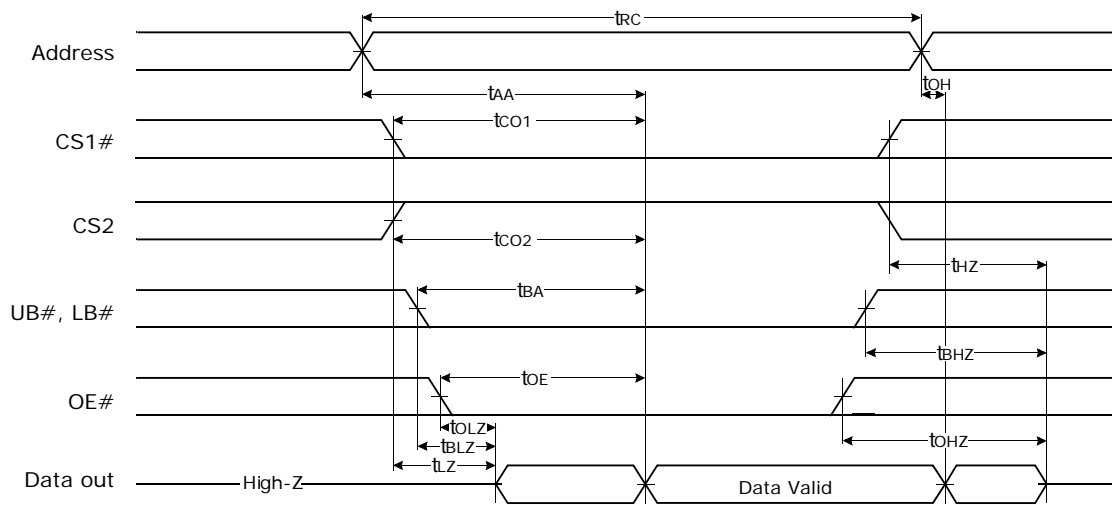 tRC
Address
tOH
tAA
tCO1
CS1#
CS2
tCO2
tHZ
tBA
UB#, LB#
tBHZ
tOE
OE#
tOLZ
tBLZ
tOHZ
tLZ
Data out High-Z Data Valid